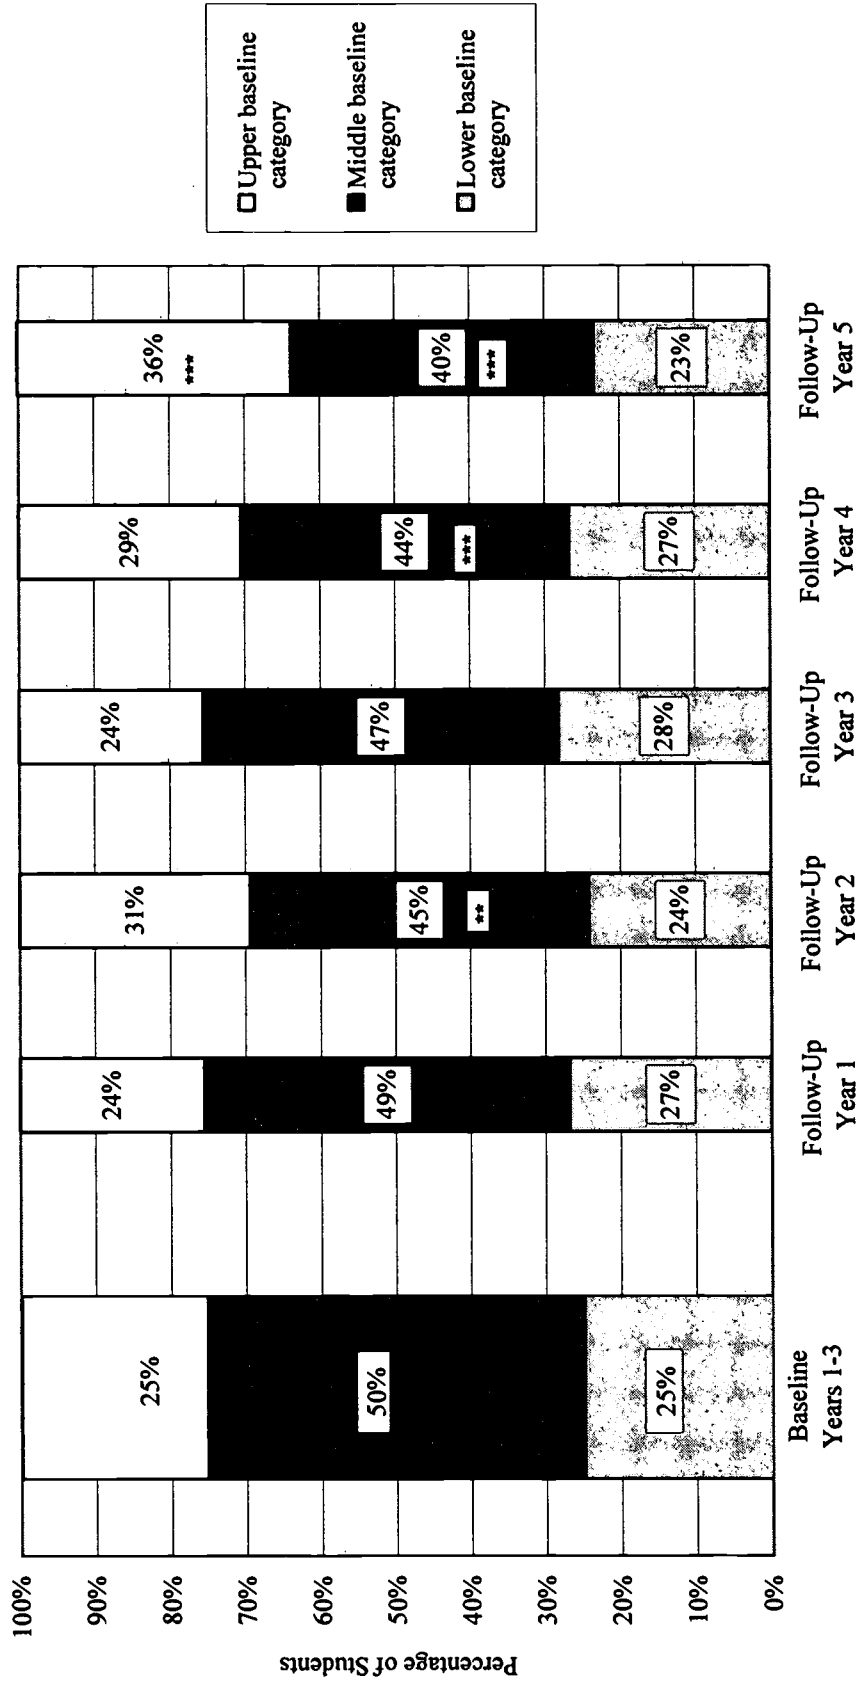 Percentage of Students
100%
90%
80%
70%
60%
50%
40%
30%
20%
10%
0%
25%
50%
25%
Baseline
Years 1-3
24%
49%
27%
Follow-Up
Year 1
31%
45%
**
24%
Follow-Up
Year 2
24%
47%
28%
Follow-Up
Year 3
29%
44%
***
27%
Follow-Up
Year 4
36%
***
40%
***
23%
Follow-Up
Year 5
Upper baseline
category
Middle baseline
category
Lower baseline
category